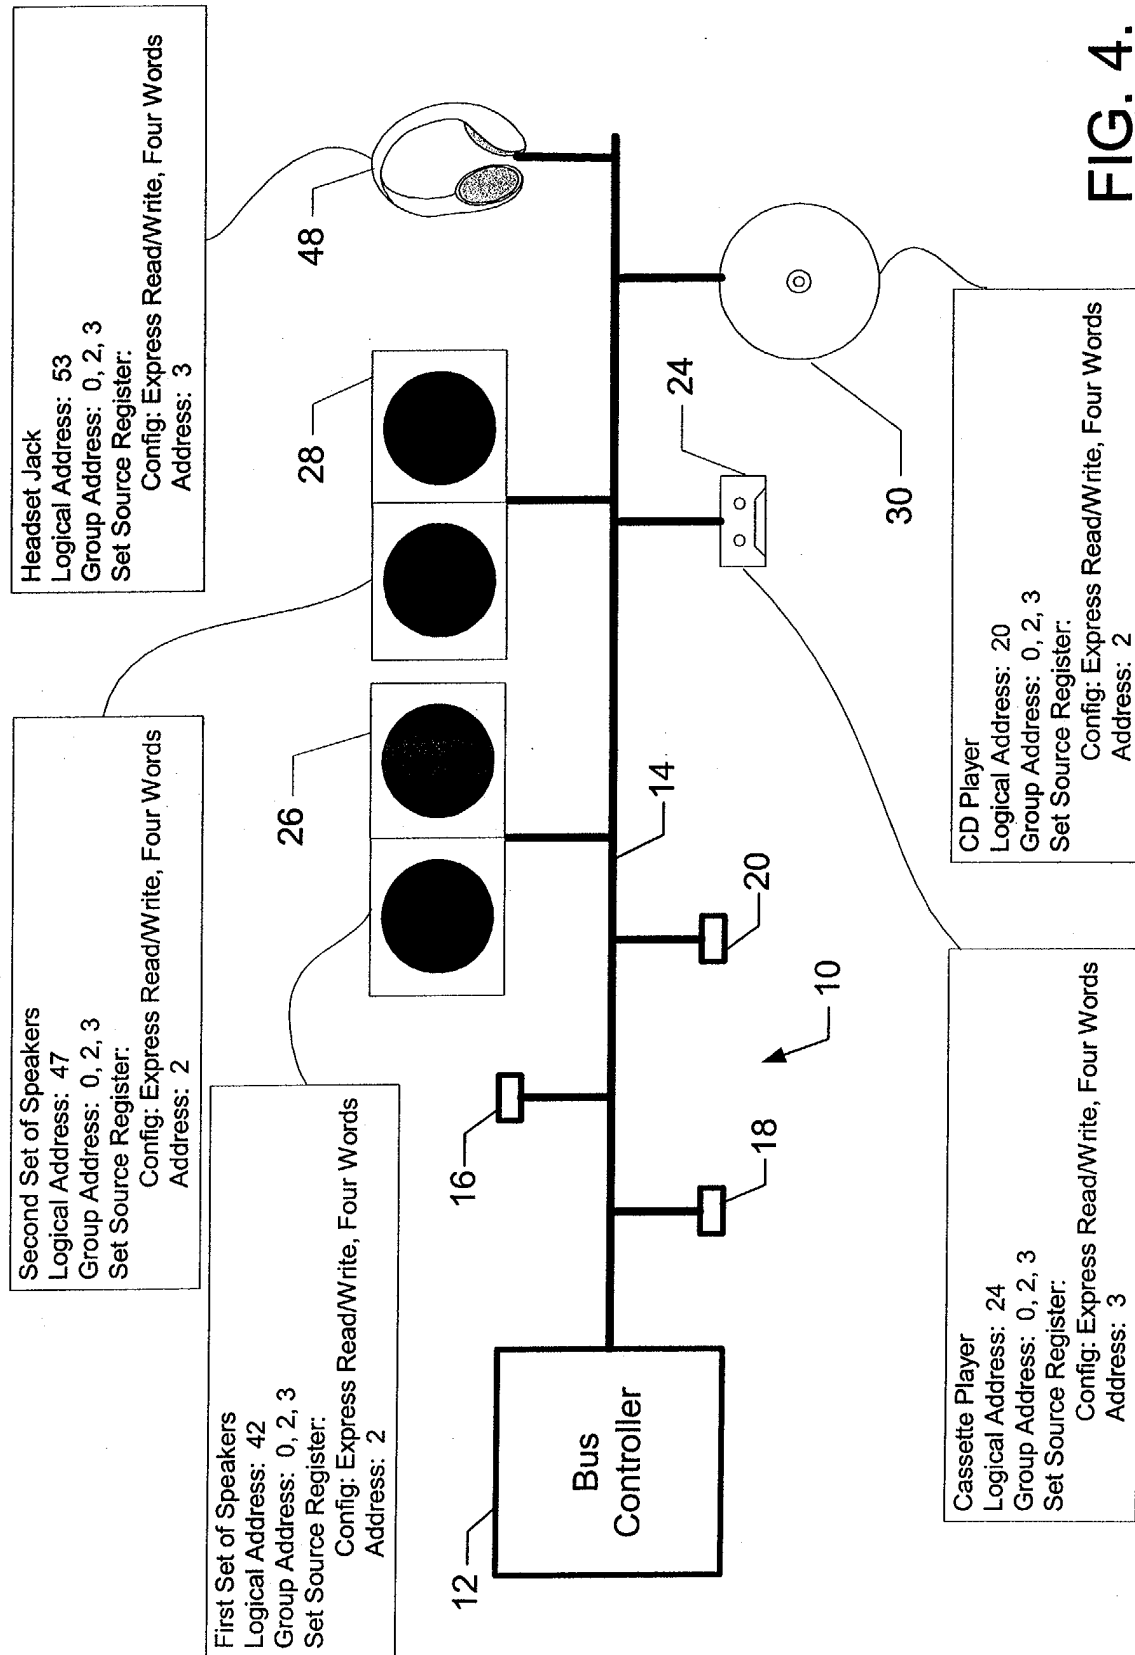 Second Set of Speakers
Logical Address: 47
Group Address: 0, 2, 3
Set Source Register:
Config: Express Read/Write, Four Words
Address: 2
Headset Jack
Logical Address: 53
Group Address: 0, 2, 3
Set Source Register:
Config: Express Read/Write, Four Words
Address: 3
First Set of Speakers
Logical Address: 42
Group Address: 0, 2, 3
Set Source Register:
Config: Express Read/Write, Four Words
Address: 2
26
28
48
16
12
Bus
Controller
14
18
20
10
24
30
Cassette Player
Logical Address: 24
Group Address: 0, 2, 3
Set Source Register:
Config: Express Read/Write, Four Words
Address: 3
CD Player
Logical Address: 20
Group Address: 0, 2, 3
Set Source Register:
Config: Express Read/Write, Four Words
Address: 2
FIG. 4.